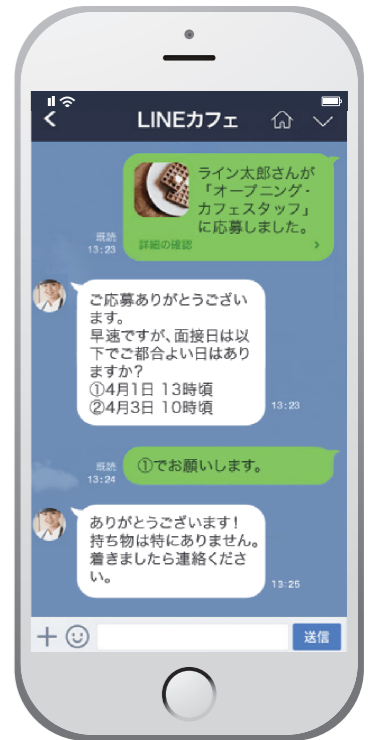 LINEカフェ
ライン太郎さんが
「オープニング・
カフェスタッフ」
に応募しました。
詳細の確認
既読
13:23
ご応募ありがとうござい
ます。
早速ですが、面接日は以
下でご都合よい日はあり
ますか?
①4月1日 13時頃
②4月3日 10時頃
13:23
①でお願いします。
既読
13:24
ありがとうございます!
持ち物は特にありません。
着きましたら連絡くださ
い。
13:25
送信